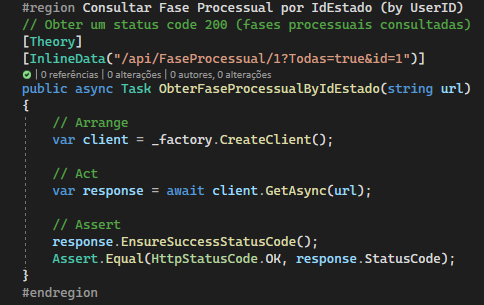 #region Consultar Fase Processual por IdEstado (by UserID)
// Obter um status code 200 (fases processuais consultadas)
[Theory]
[InlineData("/api/FaseProcessual/1?Todas=true&id=1")]
| 0 referências | 0 alterações | 0 autores, 0 alterações
public async Task ObterFaseProcessualByIdEstado(string url)
{
// Arrange
var client = _factory.CreateClient();
// Act
var response = await client.GetAsync(url);
// Assert
response.EnsureSuccessStatusCode();
Assert.Equal(HttpStatusCode.OK, response.StatusCode);
}
#endregion